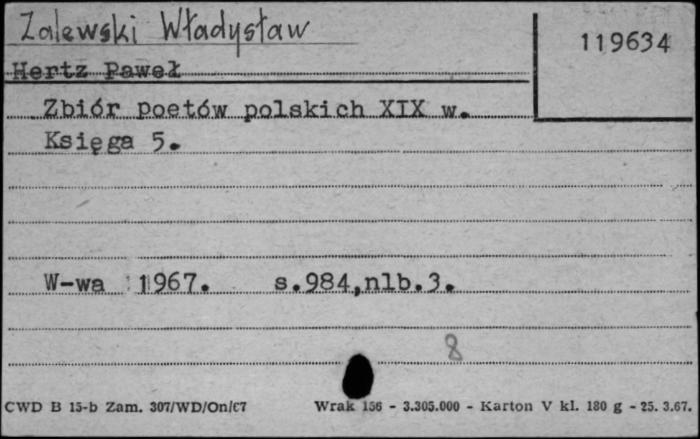 Zalewski Władysław
119634
Hertz Paweł
Zbiór poetów polskich XIX w.
Księga 5.
W-wa 1967. s.984,nlb.3.
8
CWD B 15-b Zam. 307/WD/On/67 Wrak 156 - 3.305.000 - Karton V kl. 180 g - 25. 3.67.